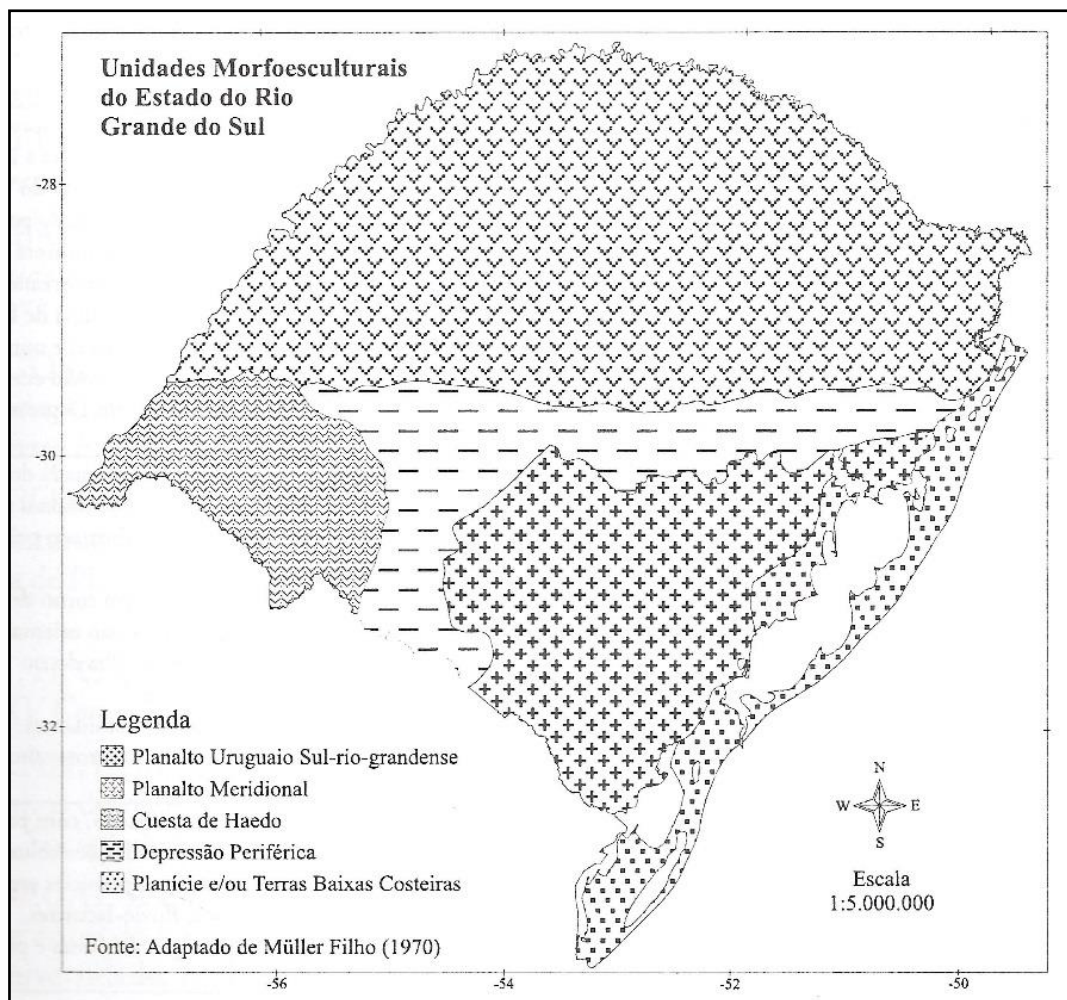 Unidades Morfoesculturais
do Estado do Rio
Grande do Sul
-28
-30
-32
Legenda
Planalto Uruguaio Sul-rio-grandense
Planalto Meridional
Cuesta de Haedo
Depressão Periférica
Planície e/ou Terras Baixas Costeiras
N
W E
S
Escala
1:5.000.000
Fonte: Adaptado de Müller Filho (1970)
-56 -54 -52 -50